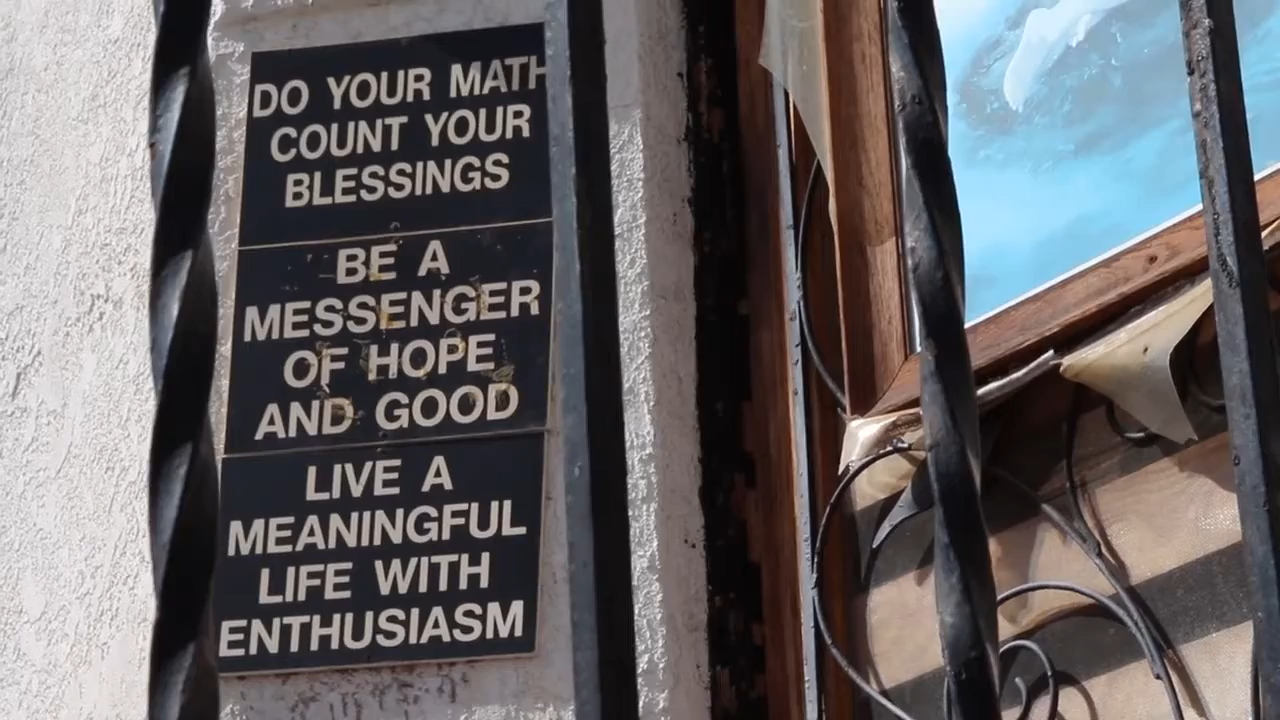 DO YOUR MATH
COUNT YOUR
BLESSINGS
BE A
MESSENGER
OF HOPE
AND GOOD
LIVE A
MEANINGFUL
LIFE WITH
ENTHUSIASM